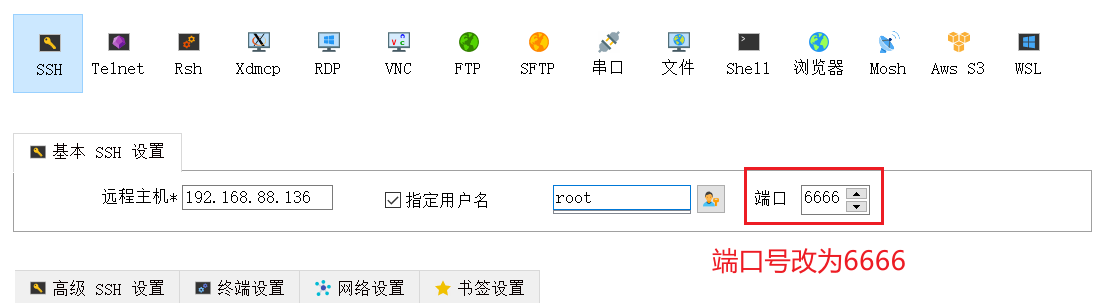 SSH Telnet Rsh Xdmcp RDP VNC FTP SFTP 串口 文件 Shell 浏览器 Mosh Aws S3 WSL
基本 SSH 设置
远程主机* 192.168.88.136 指定用户名 root 端口 6666
端口号改为6666
高级 SSH 设置 终端设置 网络设置 书签设置